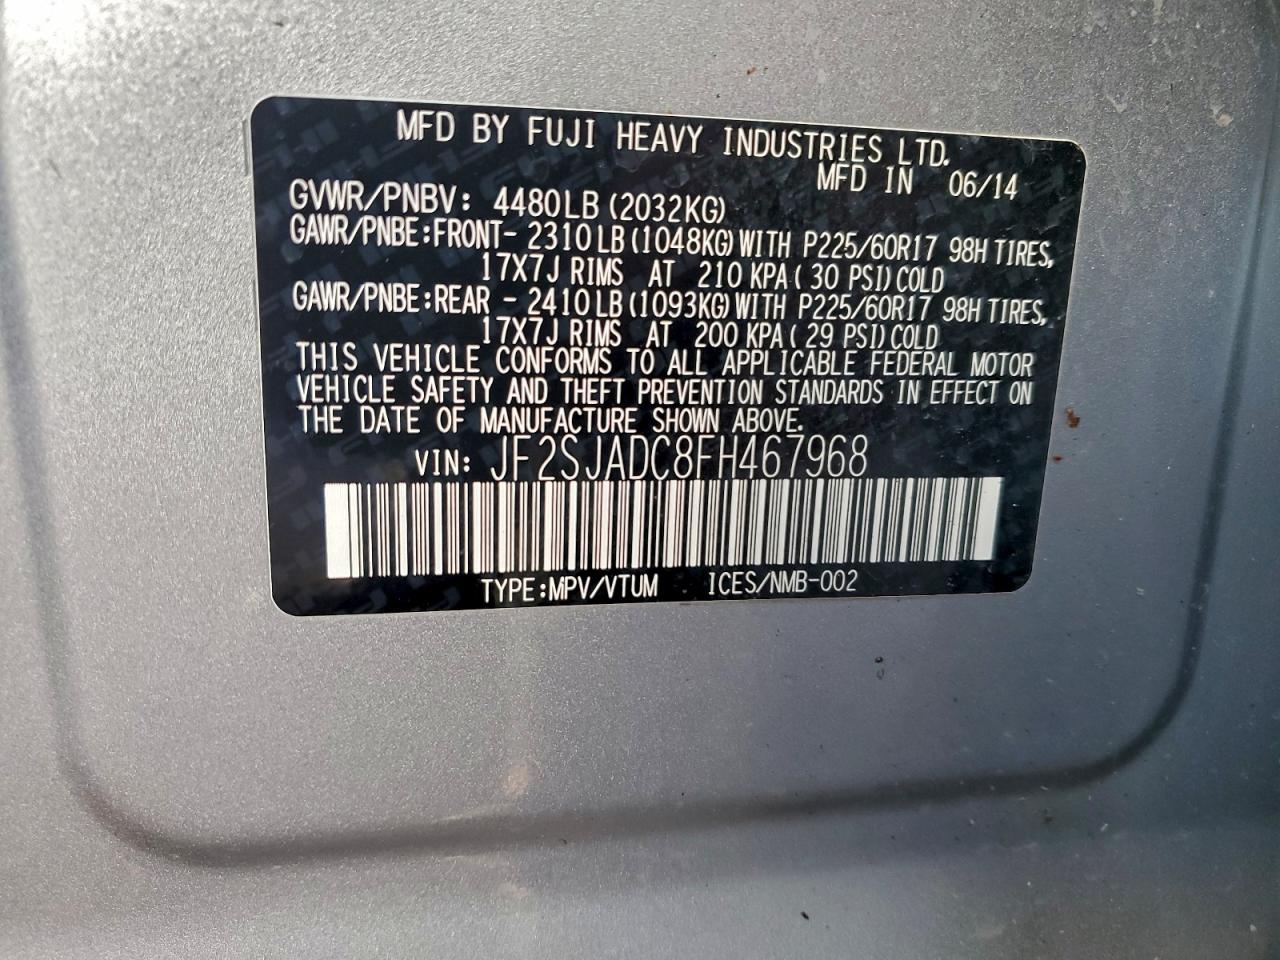 MFD BY FUJI HEAVY INDUSTRIES LTD.
MFD IN 06/14
GVWR/PNBV: 4480LB (2032KG)
GAWR/PNBE:FRONT- 2310LB (1048KG) WITH P225/60R17 98H TIRES,
17X7J RIMS AT 210 KPA ( 30 PSI) COLD
GAWR/PNBE:REAR - 2410LB (1093KG) WITH P225/60R17 98H TIRES,
17X7J RIMS AT 200 KPA ( 29 PSI) COLD
THIS VEHICLE CONFORMS TO ALL APPLICABLE FEDERAL MOTOR
VEHICLE SAFETY AND THEFT PREVENTION STANDARDS IN EFFECT ON
THE DATE OF MANUFACTURE SHOWN ABOVE.
VIN: JF2SJADC8FH467968
TYPE:MPV/VTUM ICES/NMB-002